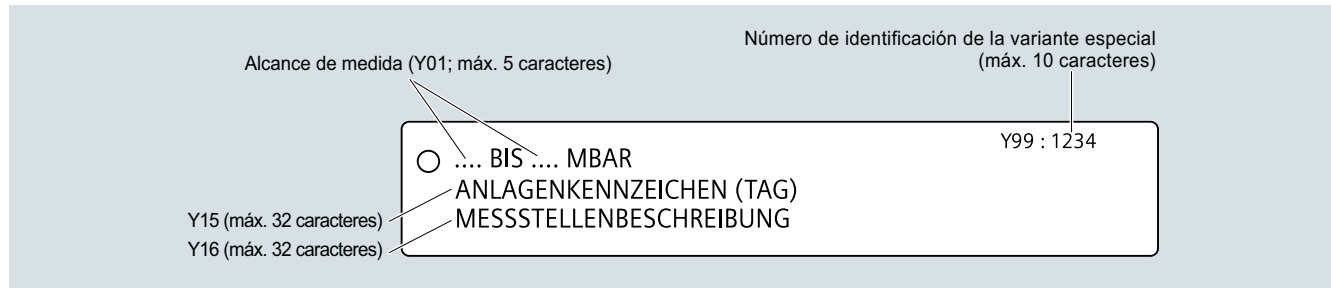 Número de identificación de la variante especial
(máx. 10 caracteres)
Alcance de medida (Y01; máx. 5 caracteres)
Y99 : 1234
.... BIS .... MBAR
ANLAGENKENNZEICHEN (TAG)
Y15 (máx. 32 caracteres)
MESSSTELLENBESCHREIBUNG
Y16 (máx. 32 caracteres)